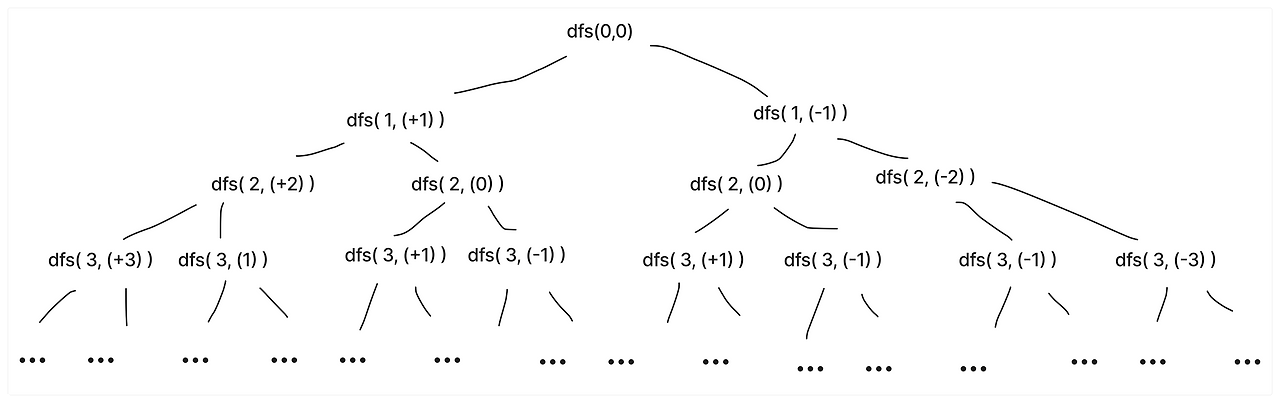 dfs(0,0)
dfs( 1, (+1) )
dfs( 1, (-1) )
dfs( 2, (+2) )
dfs( 2, (0) )
dfs( 2, (0) )
dfs( 2, (-2) )
dfs( 3, (+3) )
dfs( 3, (1) )
dfs( 3, (+1) )
dfs( 3, (-1) )
dfs( 3, (+1) )
dfs( 3, (-1) )
dfs( 3, (-1) )
dfs( 3, (-3) )
... ... ... ... ... ... ... ... ... ... ... ... ... ... ...